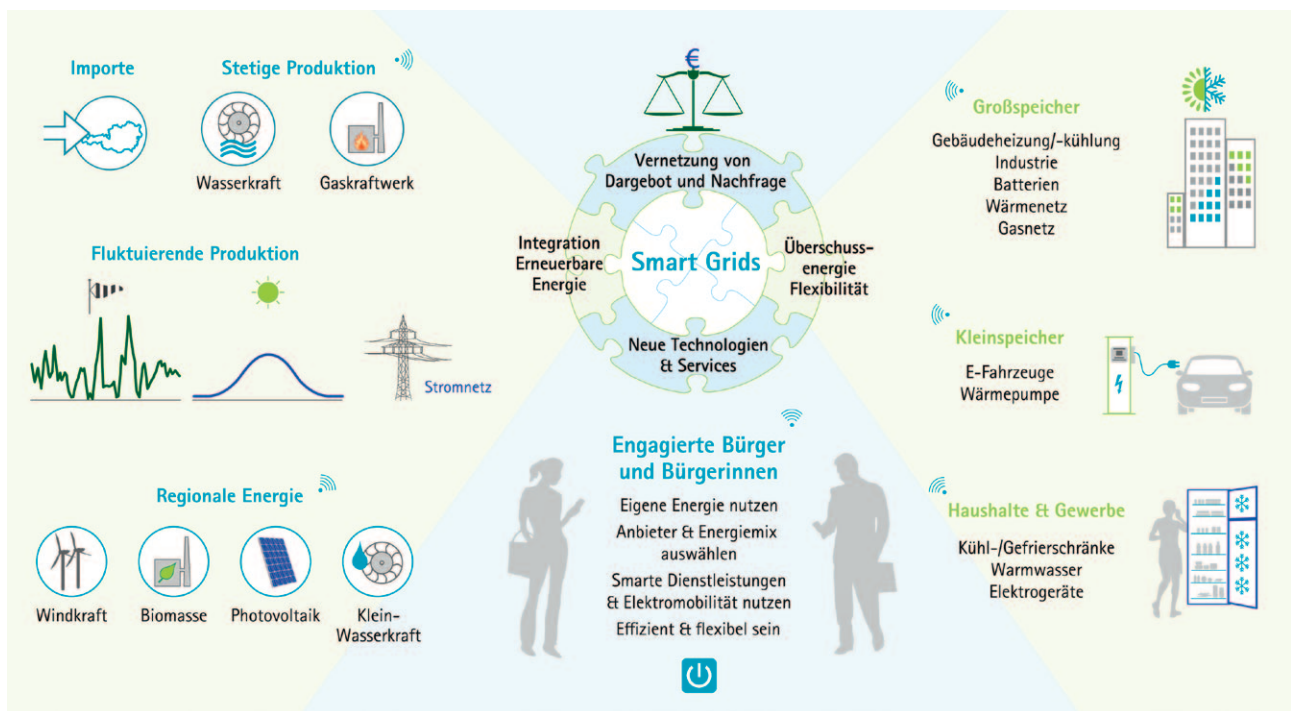 Importe
Stetige Produktion
Wasserkraft
Gaskraftwerk
Fluktuierende Produktion
Stromnetz
Regionale Energie
Windkraft
Biomasse
Photovoltaik
Klein-
Wasserkraft
€
Vernetzung von
Dargebot und Nachfrage
Integration
Erneuerbare
Energie
Smart Grids
Überschuss-
energie
Flexibilität
Neue Technologien
& Services
Engagierte Bürger
und Bürgerinnen
Eigene Energie nutzen
Anbieter & Energiemix
auswählen
Smarte Dienstleistungen
& Elektromobilität nutzen
Effizient & flexibel sein
Großspeicher
Gebäudeheizung/-kühlung
Industrie
Batterien
Wärmenetz
Gasnetz
Kleinspeicher
E-Fahrzeuge
Wärmepumpe
Haushalte & Gewerbe
Kühl-/Gefrierschränke
Warmwasser
Elektrogeräte